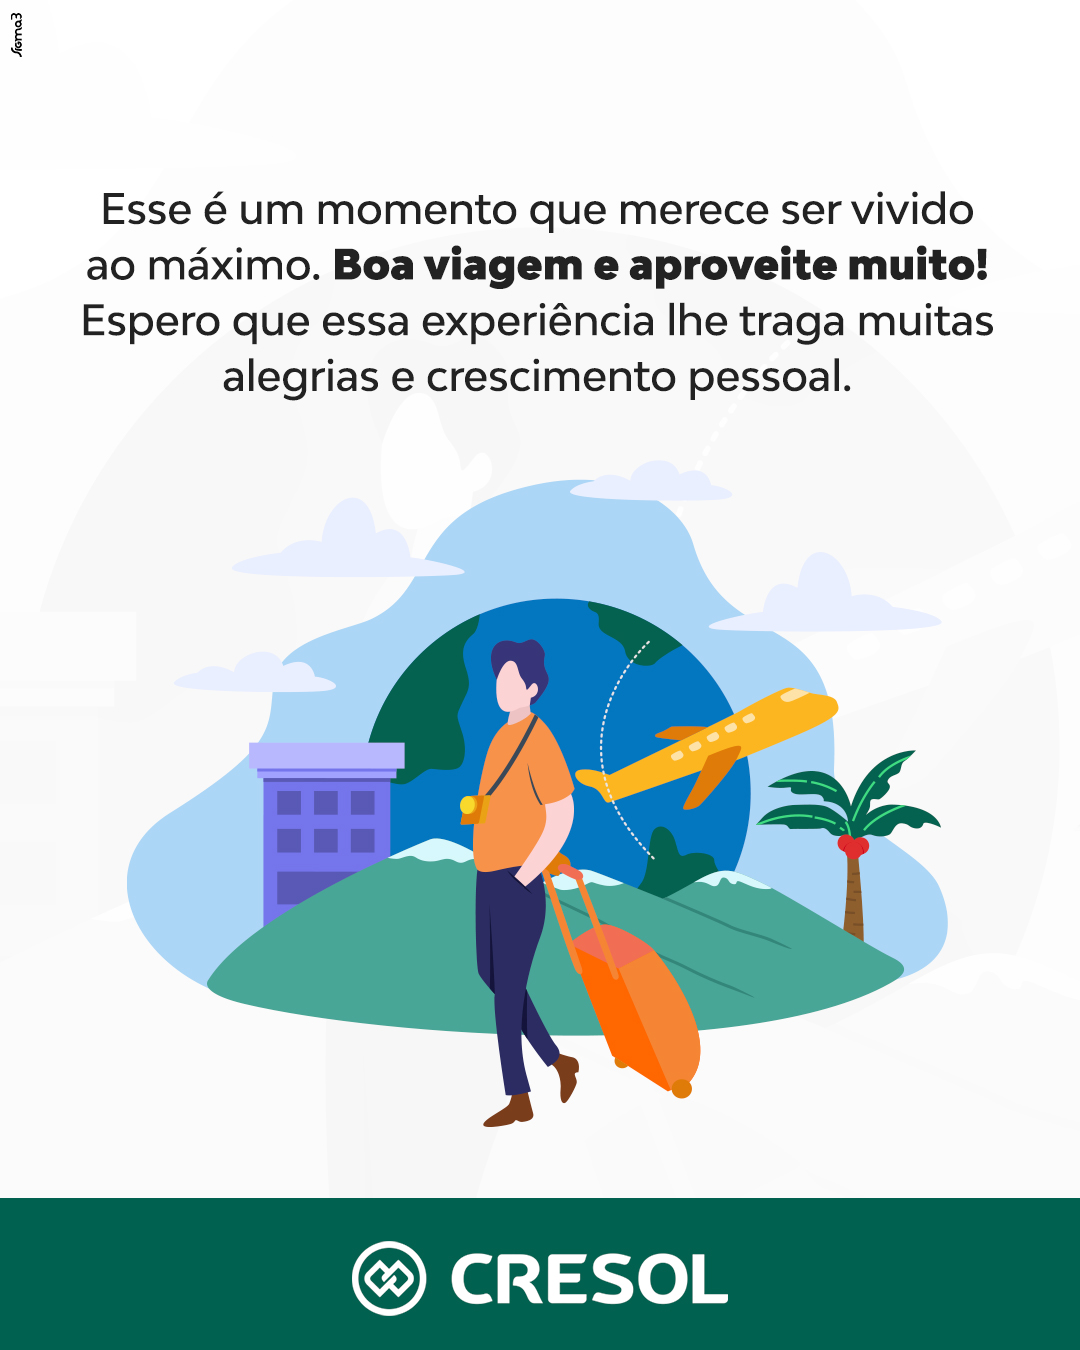 sigma3
Esse é um momento que merece ser vivido
ao máximo. Boa viagem e aproveite muito!
Espero que essa experiência lhe traga muitas
alegrias e crescimento pessoal.
CRESOL